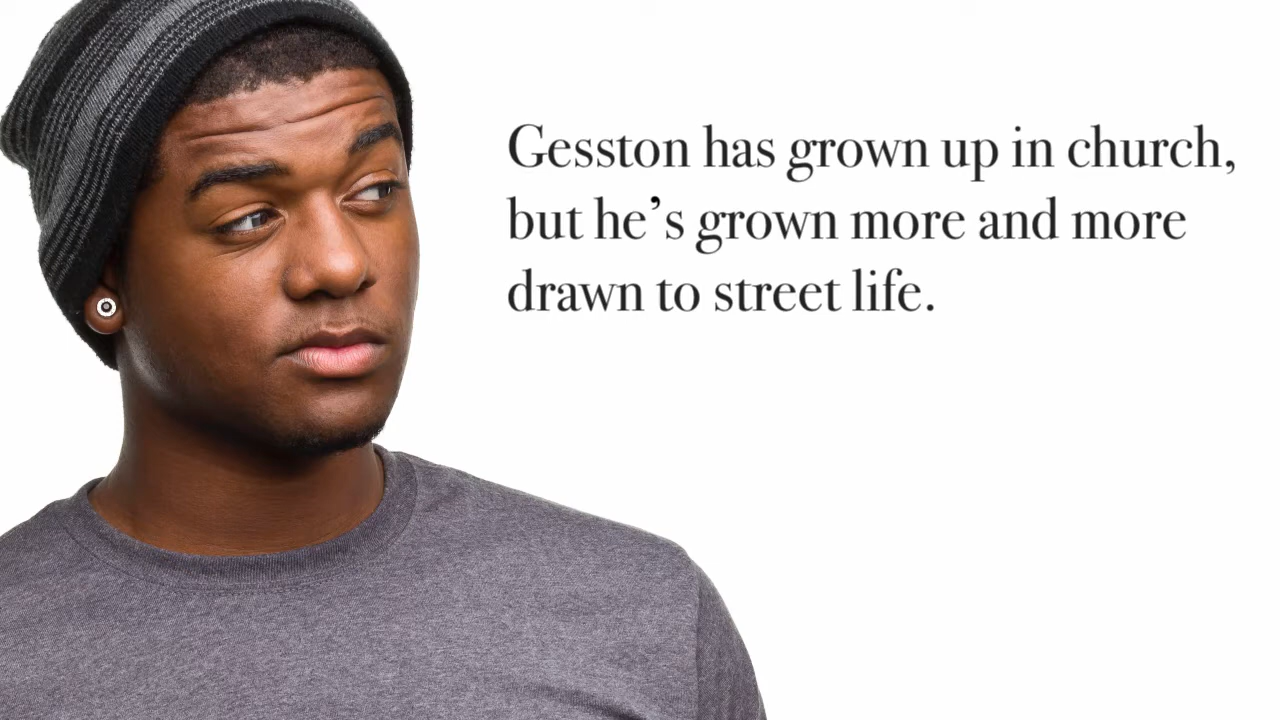 Gesston has grown up in church,
but he’s grown more and more
drawn to street life.